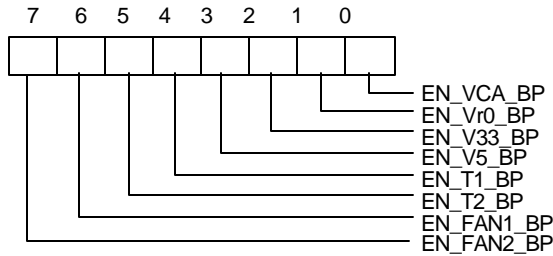 7 6 5 4 3 2 1 0
EN_VCA_BP
EN_Vr0_BP
EN_V33_BP
EN_V5_BP
EN_T1_BP
EN_T2_BP
EN_FAN1_BP
EN_FAN2_BP